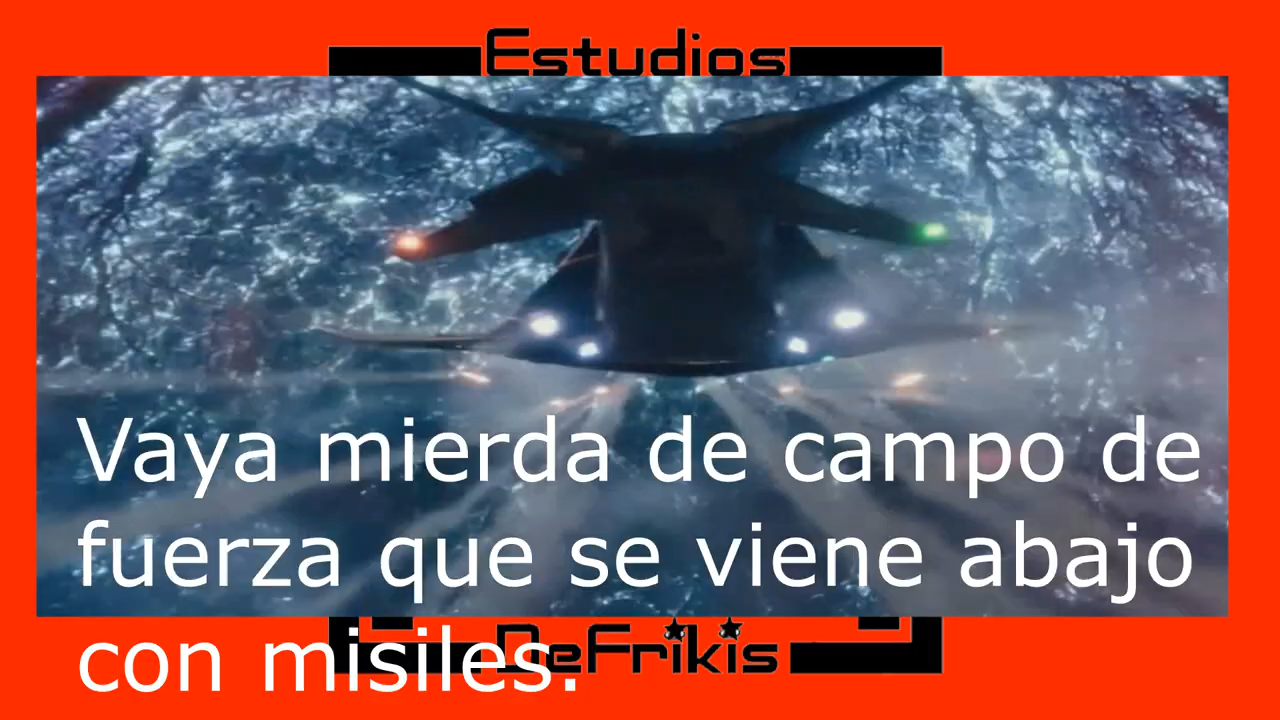 Estudios
Vaya mierda de campo de
fuerza que se viene abajo
con misiles.
DeFrikis